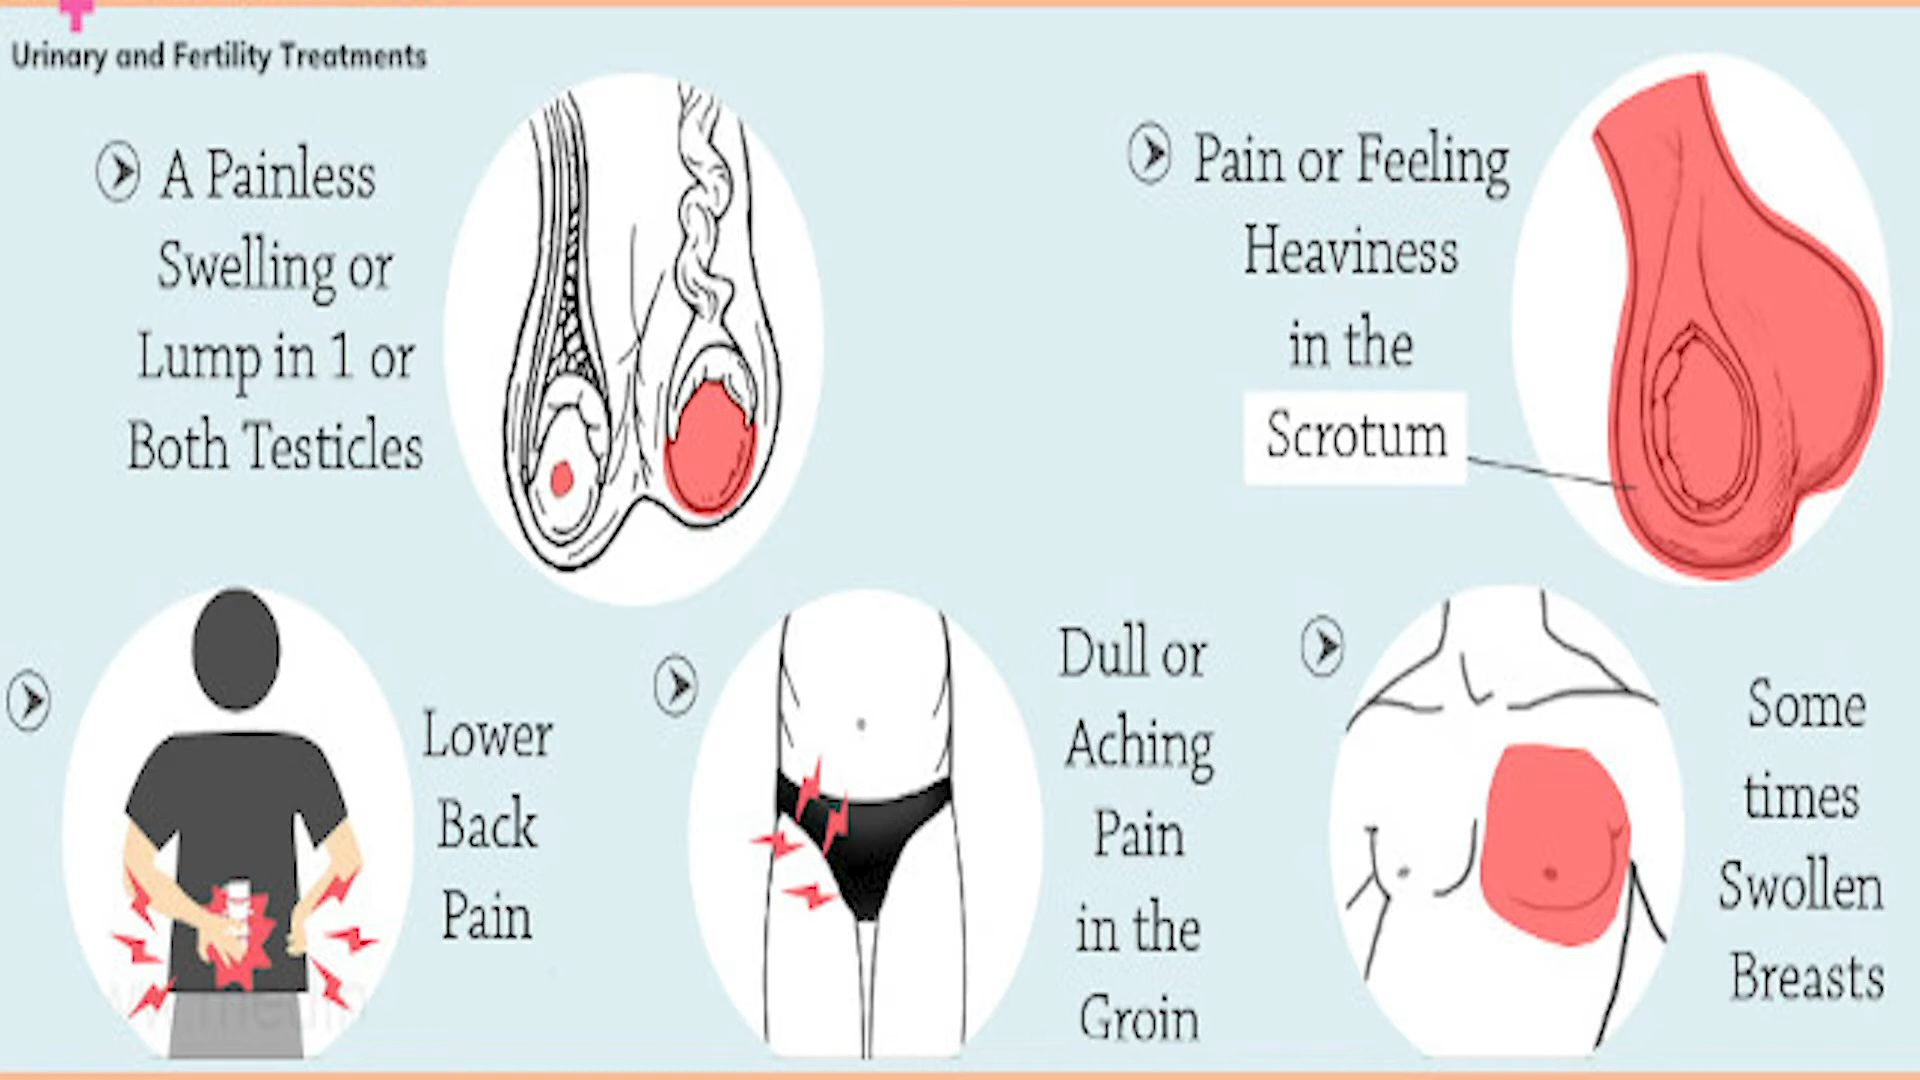 Urinary and Fertility Treatments
A Painless
Swelling or
Lump in 1 or
Both Testicles
Pain or Feeling
Heaviness
in the
Scrotum
Lower
Back
Pain
Dull or
Aching
Pain
in the
Groin
Some
times
Swollen
Breasts